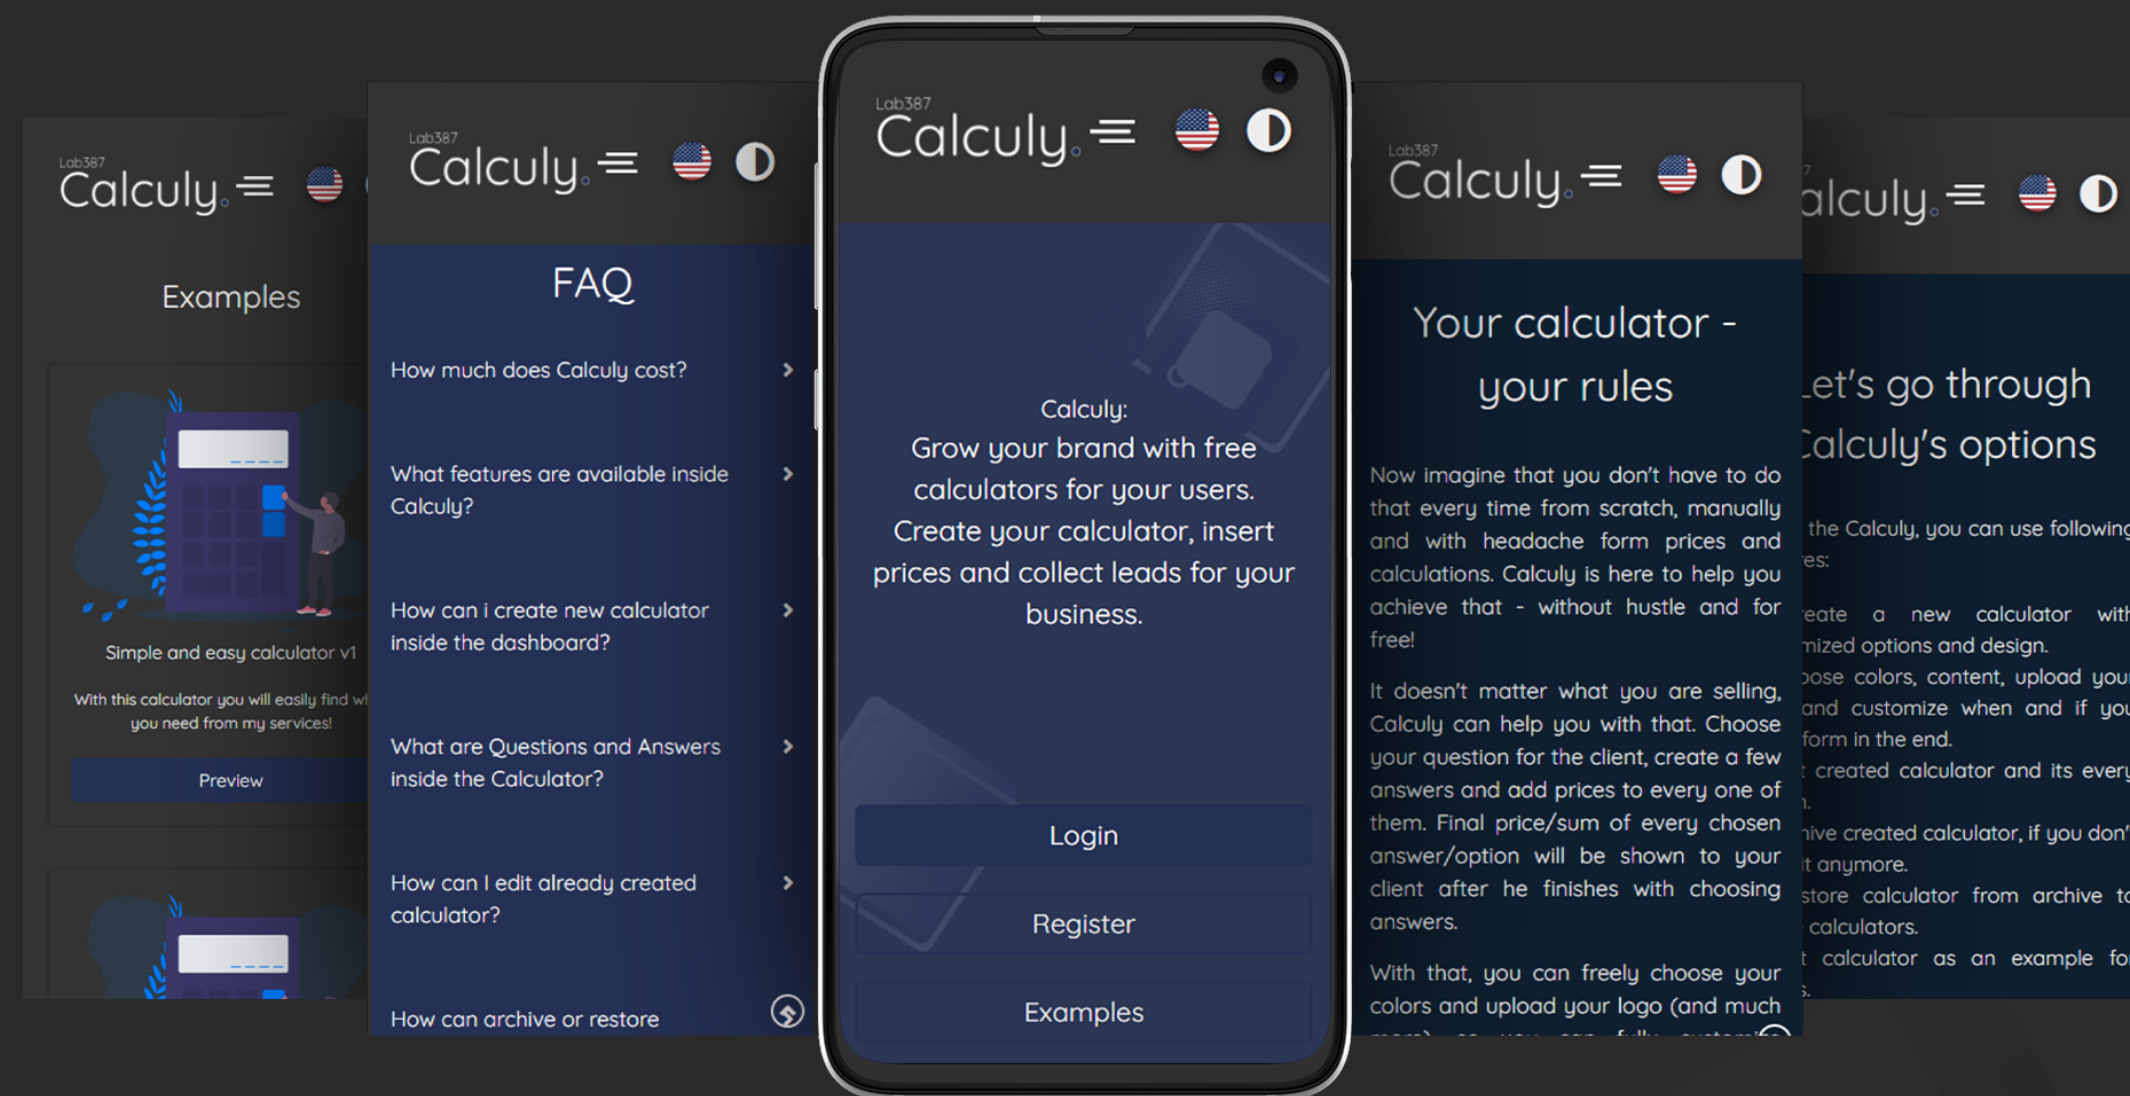 Lab387
Calculy.
Examples
Simple and easy calculator v1
With this calculator you will easily find
you need from my services!
Preview
Lab387
Calculy.
FAQ
How much does Calculy cost?
What features are available inside
Calculy?
How can i create new calculator
inside the dashboard?
What are Questions and Answers
inside the Calculator?
How can I edit already created
calculator?
How can archive or restore
Lab387
Calculy.
Calculy:
Grow your brand with free
calculators for your users.
Create your calculator, insert
prices and collect leads for your
business.
Login
Register
Examples
Lab387
Calculy.
Your calculator -
your rules
Now imagine that you don't have to do
that every time from scratch, manually
and with headache form prices and
calculations. Calculy is here to help you
achieve that - without hustle and for
free!
It doesn't matter what you are selling,
Calculy can help you with that. Choose
your question for the client, create a few
answers and add prices to every one of
them. Final price/sum of every chosen
answer/option will be shown to your
client after he finishes with choosing
answers.
With that, you can freely choose your
colors and upload your logo (and much
alculy.
Let's go through
Calculy's options
the Calculy, you can use following
es:
reate a new calculator with
mized options and design.
ose colors, content, upload your
and customize when and if you
form in the end.
created calculator and its every
hive created calculator, if you don't
it anymore.
store calculator from archive to
calculators.
calculator as an example for